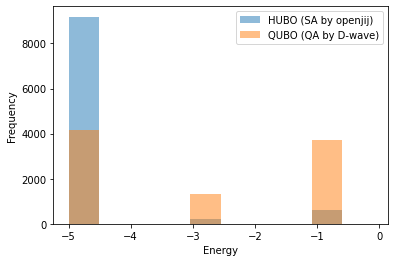 HUBO (SA by openjij)
QUBO (QA by D-wave)
8000
6000
4000
2000
0
Frequency
−5
−4
−3
−2
−1
0
Energy